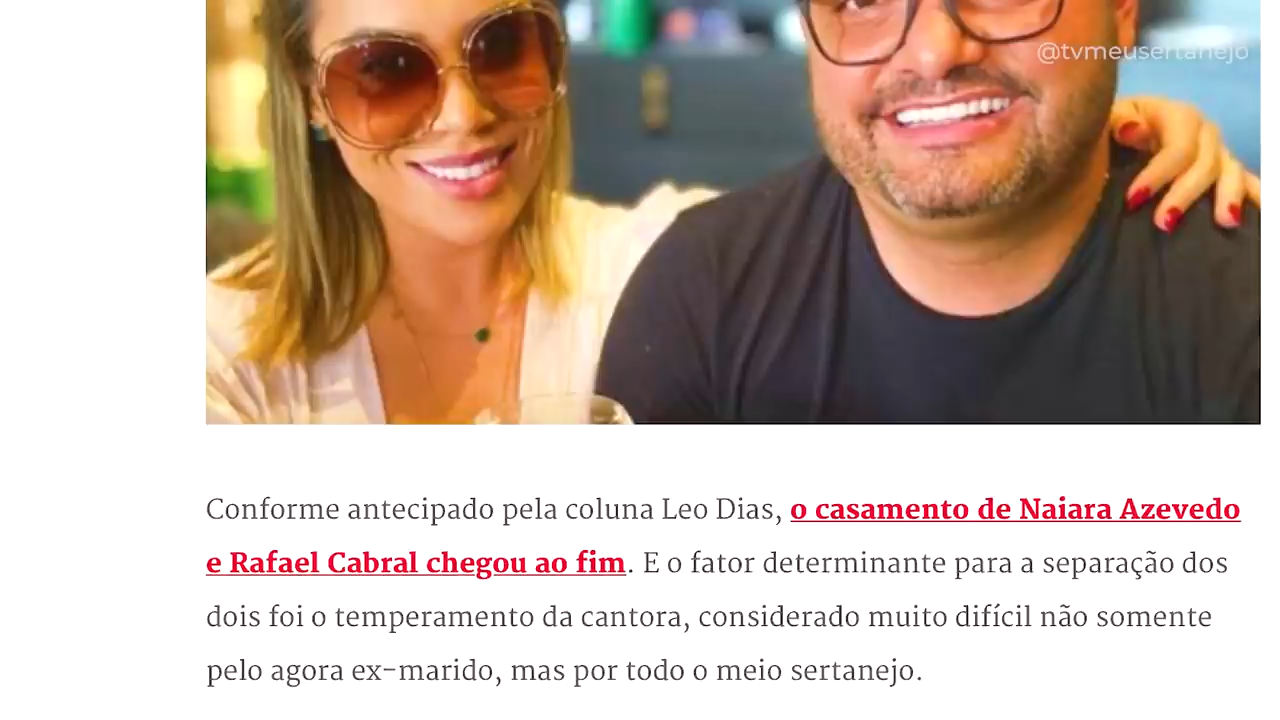 @tvmeusertanejo
Conforme antecipado pela coluna Leo Dias, o casamento de Naiara Azevedo
e Rafael Cabral chegou ao fim. E o fator determinante para a separação dos
dois foi o temperamento da cantora, considerado muito difícil não somente
pelo agora ex-marido, mas por todo o meio sertanejo.